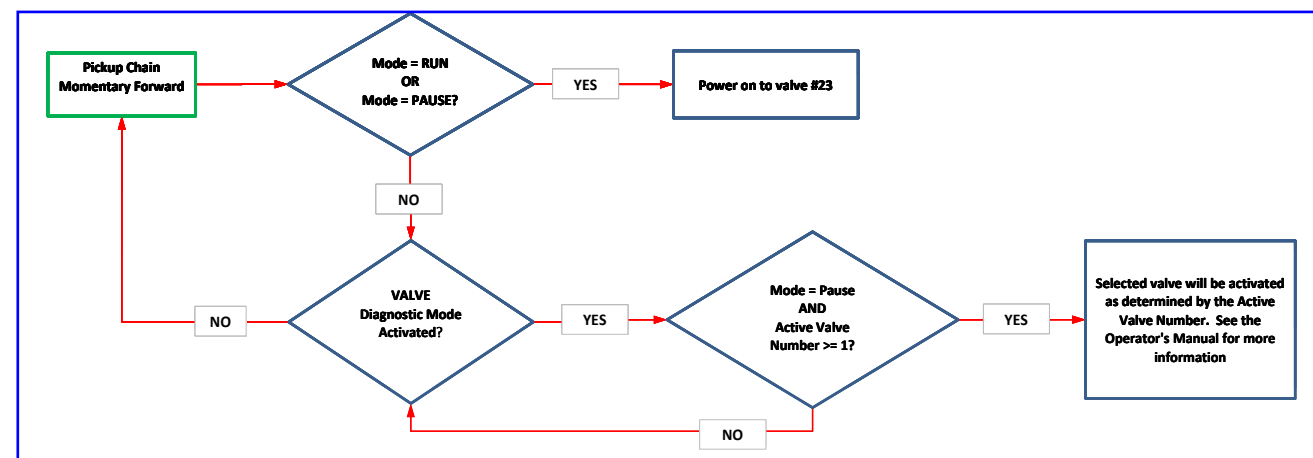 Pickup Chain
Momentary Forward
Mode = RUN
OR
Mode = PAUSE?
YES
Power on to valve #23
NO
VALVE
Diagnostic Mode
Activated?
NO
YES
Mode = Pause
AND
Active Valve
Number >= 1?
YES
Selected valve will be activated
as determined by the Active
Valve Number.  See the
Operator's Manual for more
information
NO